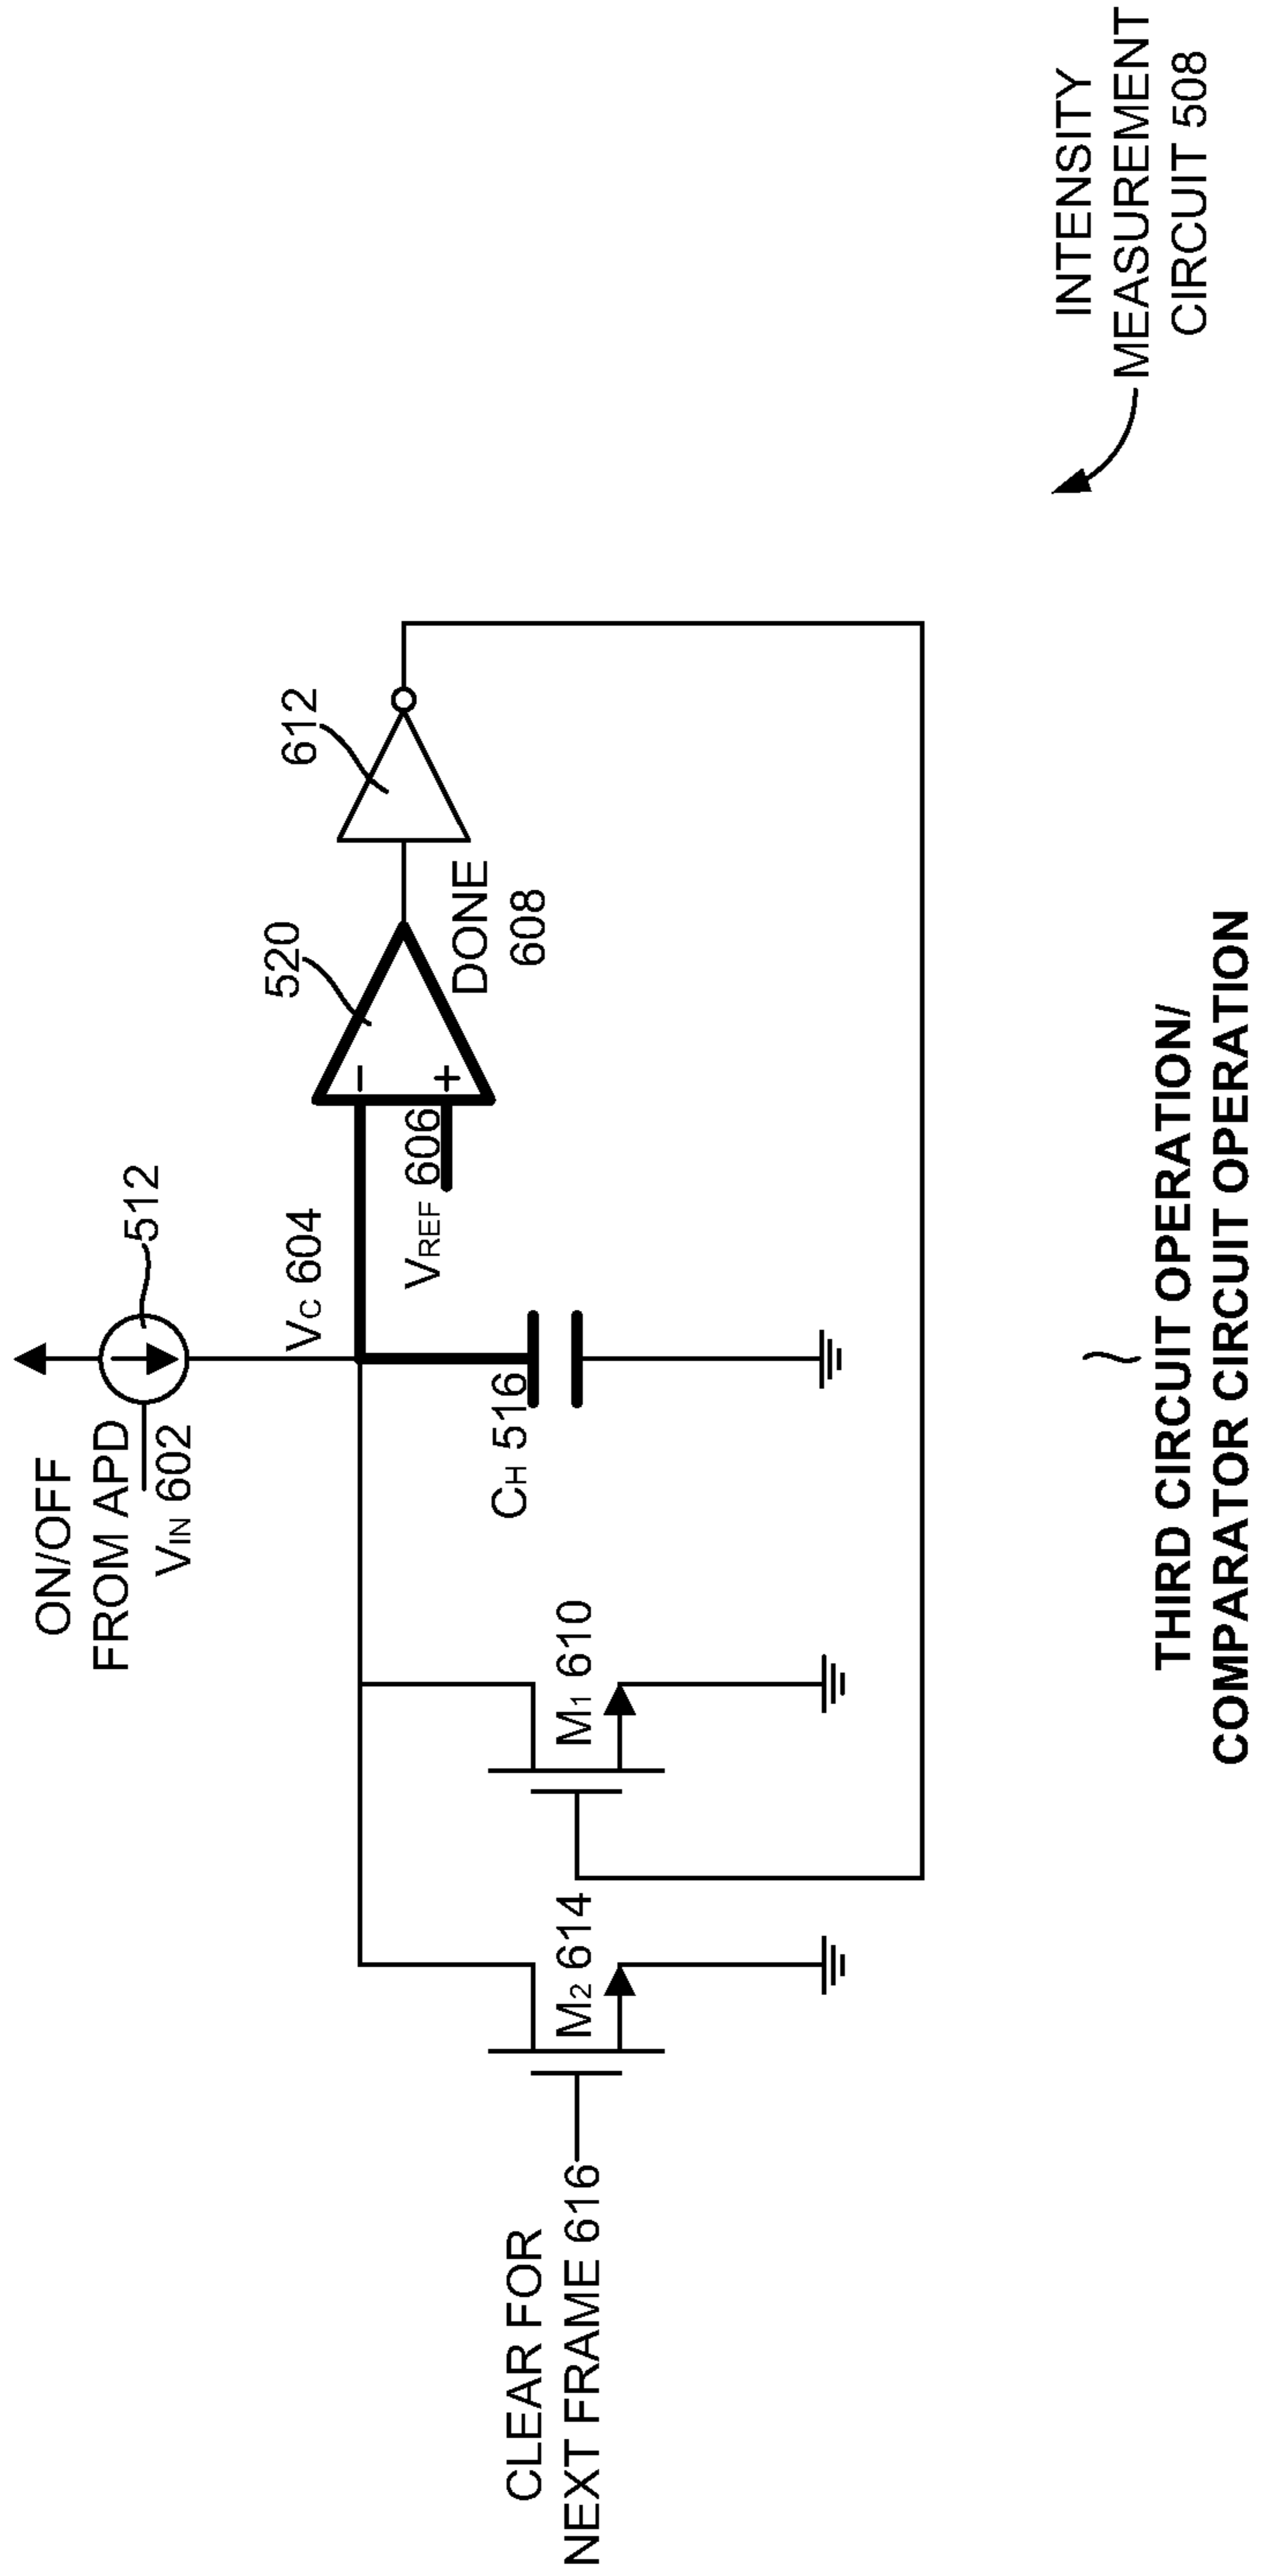 ON/OFF
FROM APD
VIN 602
512
VC 604
VREF 606
520
−
+
DONE
608
612
CH 516
M1 610
M2 614
CLEAR FOR
NEXT FRAME 616
INTENSITY
MEASUREMENT
CIRCUIT 508
THIRD CIRCUIT OPERATION/
COMPARATOR CIRCUIT OPERATION